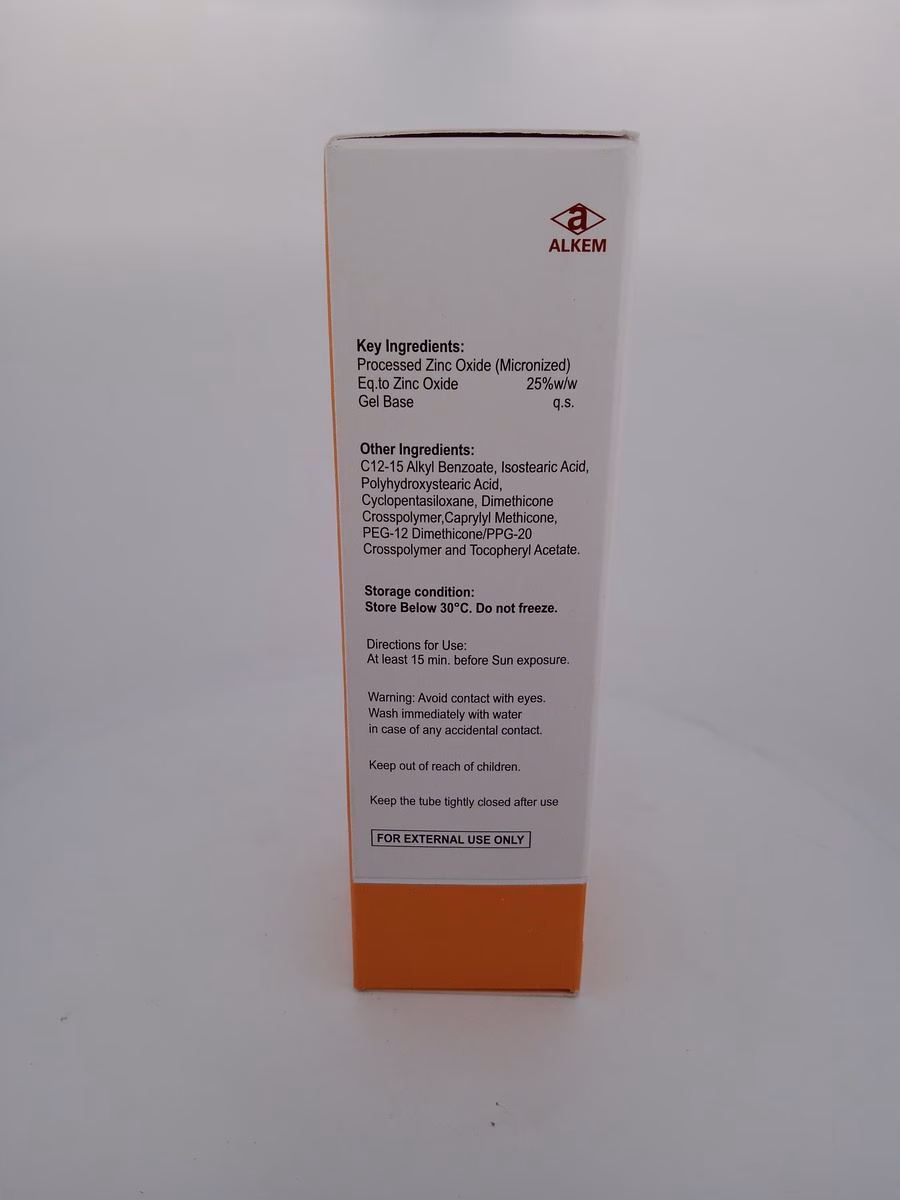 a
ALKEM
Key Ingredients:
Processed Zinc Oxide (Micronized)
Eq.to Zinc Oxide 25%w/w
Gel Base q.s.
Other Ingredients:
C12-15 Alkyl Benzoate, Isostearic Acid,
Polyhydroxystearic Acid,
Cyclopentasiloxane, Dimethicone
Crosspolymer,Caprylyl Methicone,
PEG-12 Dimethicone/PPG-20
Crosspolymer and Tocopheryl Acetate.
Storage condition:
Store Below 30°C. Do not freeze.
Directions for Use:
At least 15 min. before Sun exposure.
Warning: Avoid contact with eyes.
Wash immediately with water
in case of any accidental contact.
Keep out of reach of children.
Keep the tube tightly closed after use
FOR EXTERNAL USE ONLY